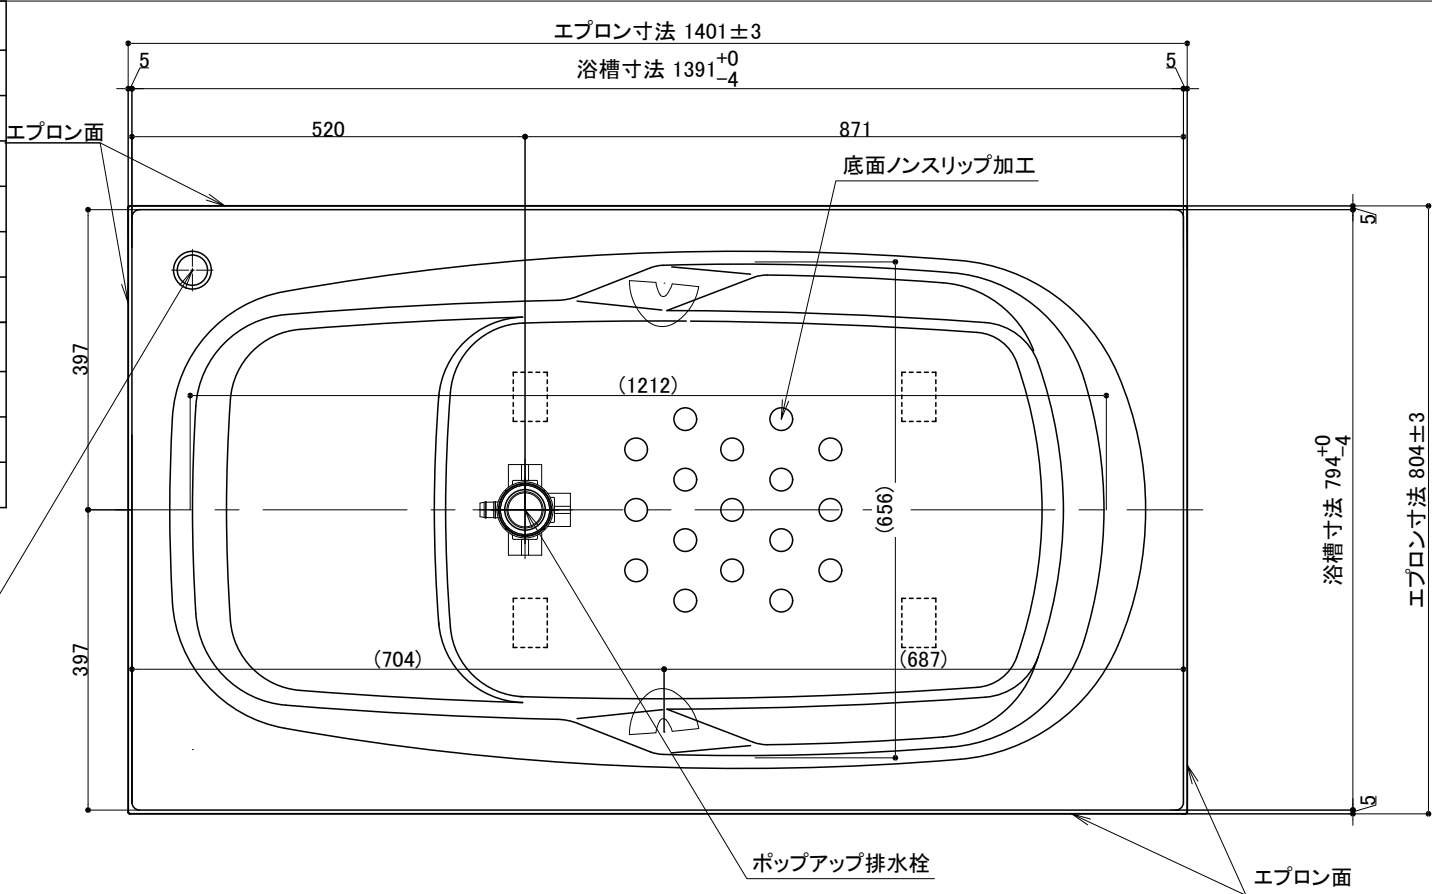 エプロン寸法 1401±3
5
浴槽寸法 1391 +0 -4
5
エプロン面
520
871
底面ノンスリップ加工
5
397
(1212)
(656)
浴槽寸法 794 +0 -4
エプロン寸法 804±3
397
(704)
(687)
5
ポップアップ排水栓
エプロン面